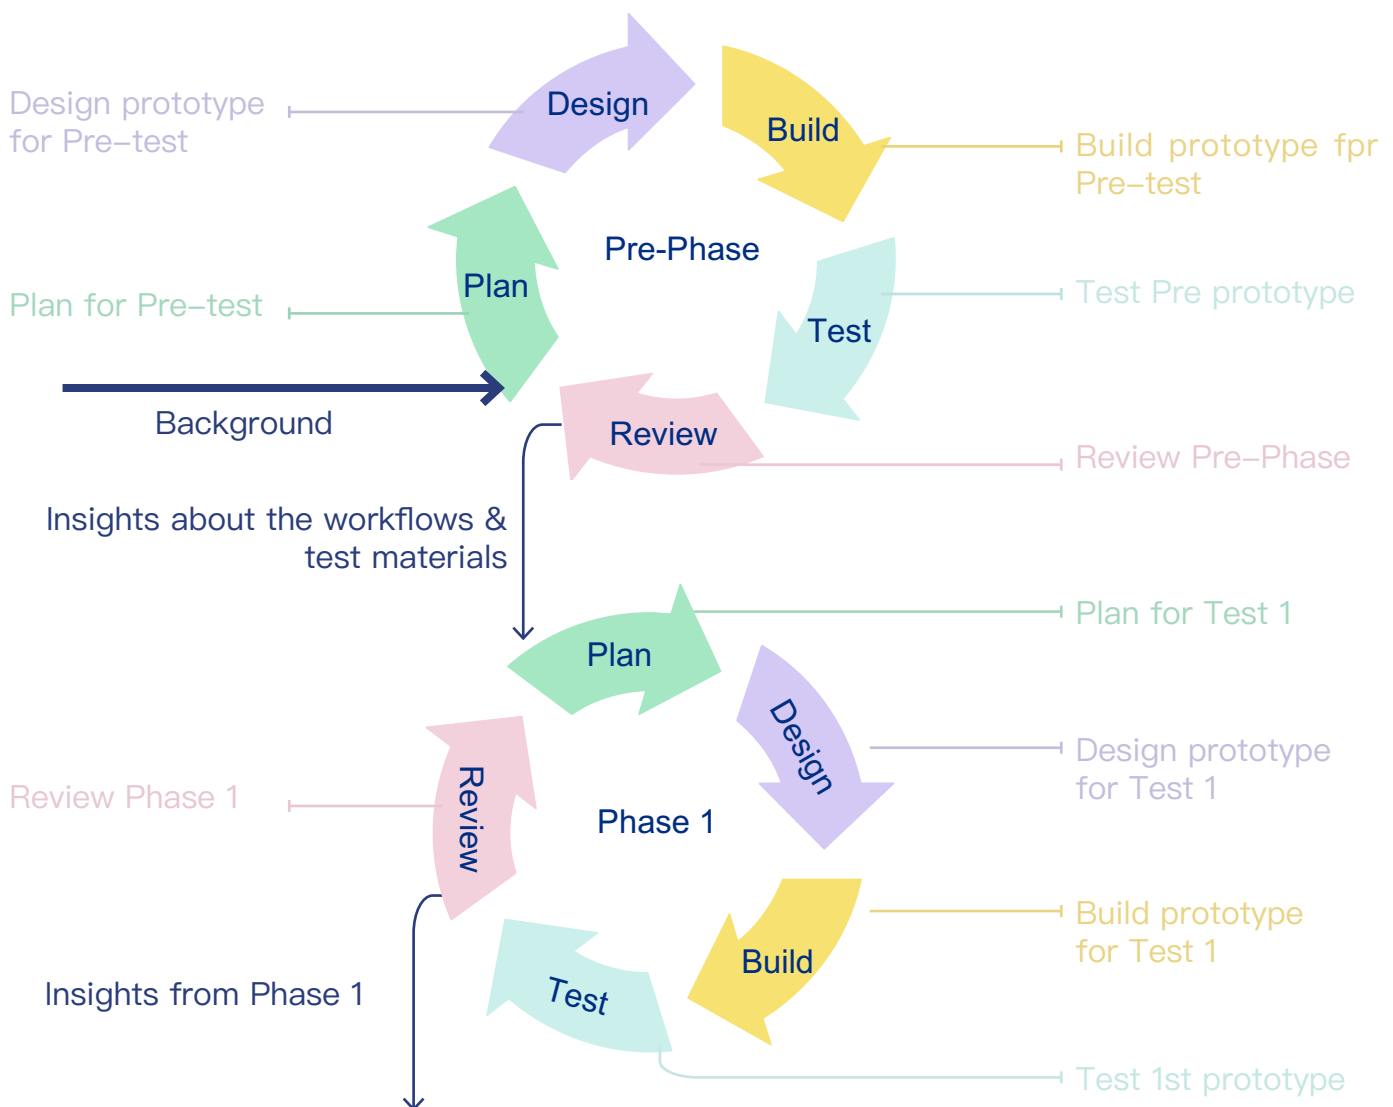 Design
Design prototype
for Pre-test
Build
Build prototype fpr
Pre-test
Pre-Phase
Plan
Plan for Pre-test
Test Pre prototype
Test
Background
Review
Review Pre-Phase
Insights about the workflows &
test materials
Plan for Test 1
Plan
Design
Design prototype
for Test 1
Review
Review Phase 1
Phase 1
Build prototype
for Test 1
Build
Insights from Phase 1
Test
Test 1st prototype